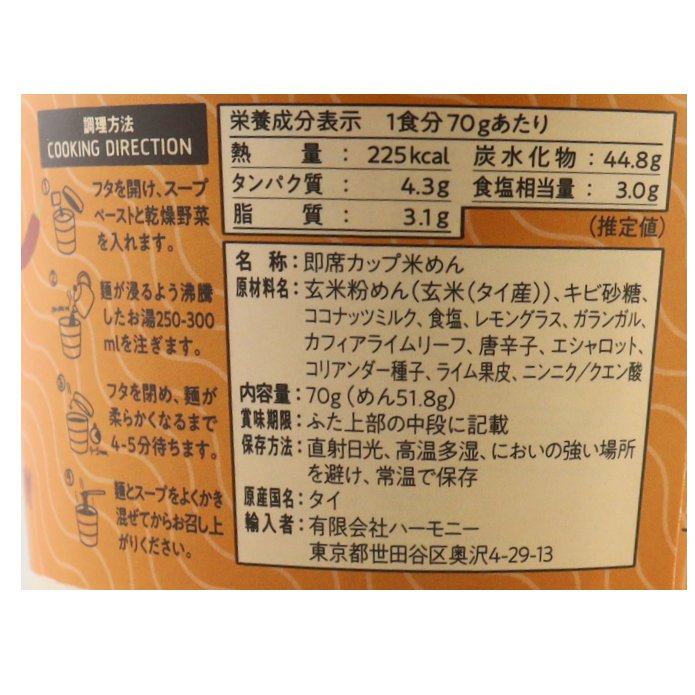 調理方法
COOKING DIRECTION
フタを開け、スープ
ペーストと乾燥野菜
を入れます。
麺が浸るよう沸騰
したお湯250-300
mlを注ぎます。
フタを閉め、麺が
柔らかくなるまで
4-5分待ちます。
麺とスープをよくかき
混ぜてからお召し上
がりください。
栄養成分表示 1食分70gあたり
熱量：225kcal 炭水化物：44.8g
タンパク質：4.3g 食塩相当量：3.0g
脂質：3.1g
(推定値)
名称：即席カップ米めん
原材料名：玄米粉めん(玄米(タイ産))、キビ砂糖、
ココナッツミルク、食塩、レモングラス、ガランガル、
カフィアライムリーフ、唐辛子、エシャロット、
コリアンダー種子、ライム果皮、ニンニク/クエン酸
内容量：70g(めん51.8g)
賞味期限：ふた上部の中段に記載
保存方法：直射日光、高温多湿、においの強い場所
を避け、常温で保存
原産国名：タイ
輸入者：有限会社ハーモニー
東京都世田谷区奥沢4-29-13